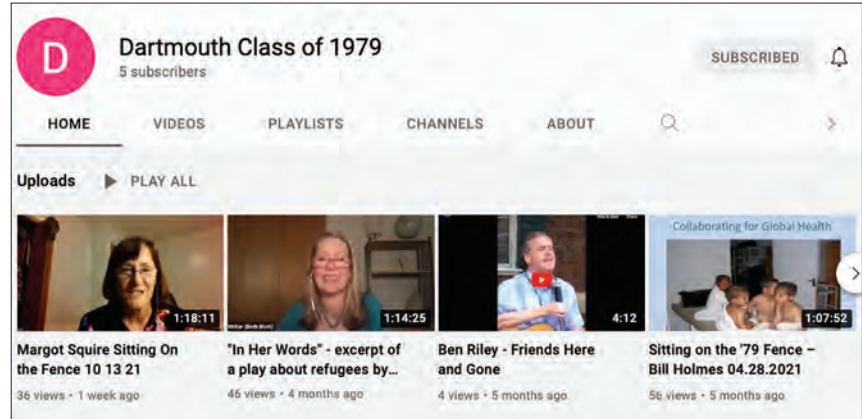 D
Dartmouth Class of 1979
5 subscribers
SUBSCRIBED
HOME VIDEOS PLAYLISTS CHANNELS ABOUT
Uploads PLAY ALL
1:18:11
1:14:25
4:12
Collaborating for Global Health
1:07:52
Margot Squire Sitting On
the Fence 10 13 21
36 views • 1 week ago
"In Her Words" - excerpt of
a play about refugees by...
46 views • 4 months ago
Ben Riley - Friends Here
and Gone
4 views • 5 months ago
Sitting on the '79 Fence –
Bill Holmes 04.28.2021
56 views • 5 months ago